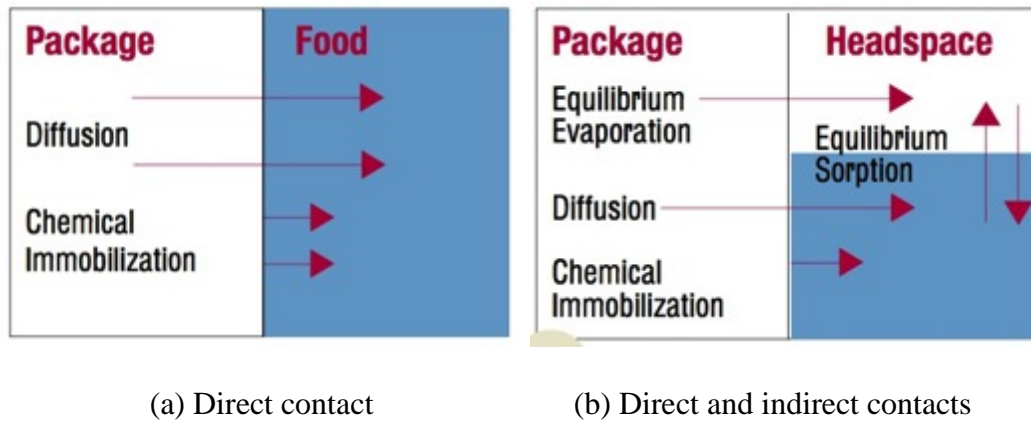 Package
Food
Diffusion
Chemical
Immobilization
Package
Headspace
Equilibrium
Evaporation
Equilibrium
Sorption
Diffusion
Chemical
Immobilization
(a) Direct contact
(b) Direct and indirect contacts